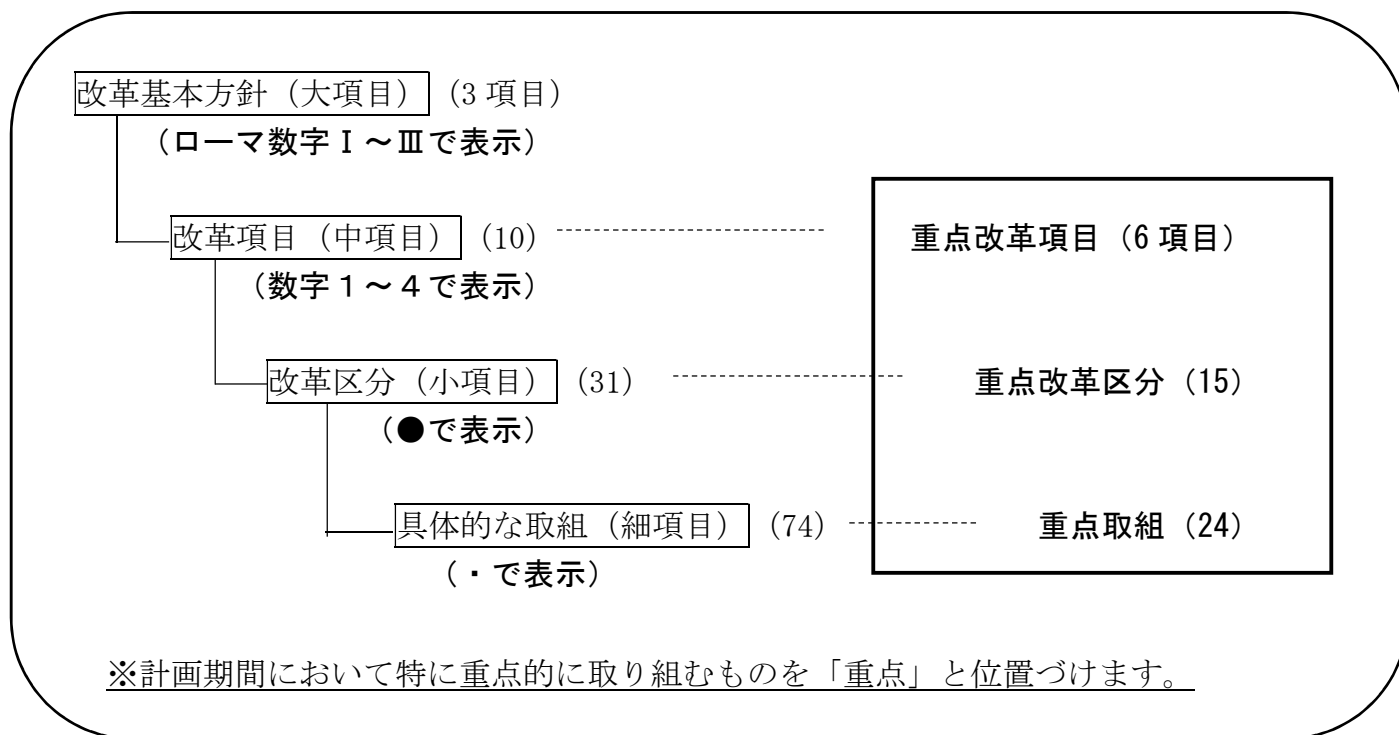 改革基本方針（大項目）（3 項目）
（ローマ数字Ⅰ～Ⅲで表示）
改革項目（中項目）（10） 重点改革項目（6 項目）
（数字１～４で表示）
改革区分（小項目）（31） 重点改革区分（15）
（●で表示）
具体的な取組（細項目）（74） 重点取組（24）
（・で表示）
※計画期間において特に重点的に取り組むものを「重点」と位置づけます。